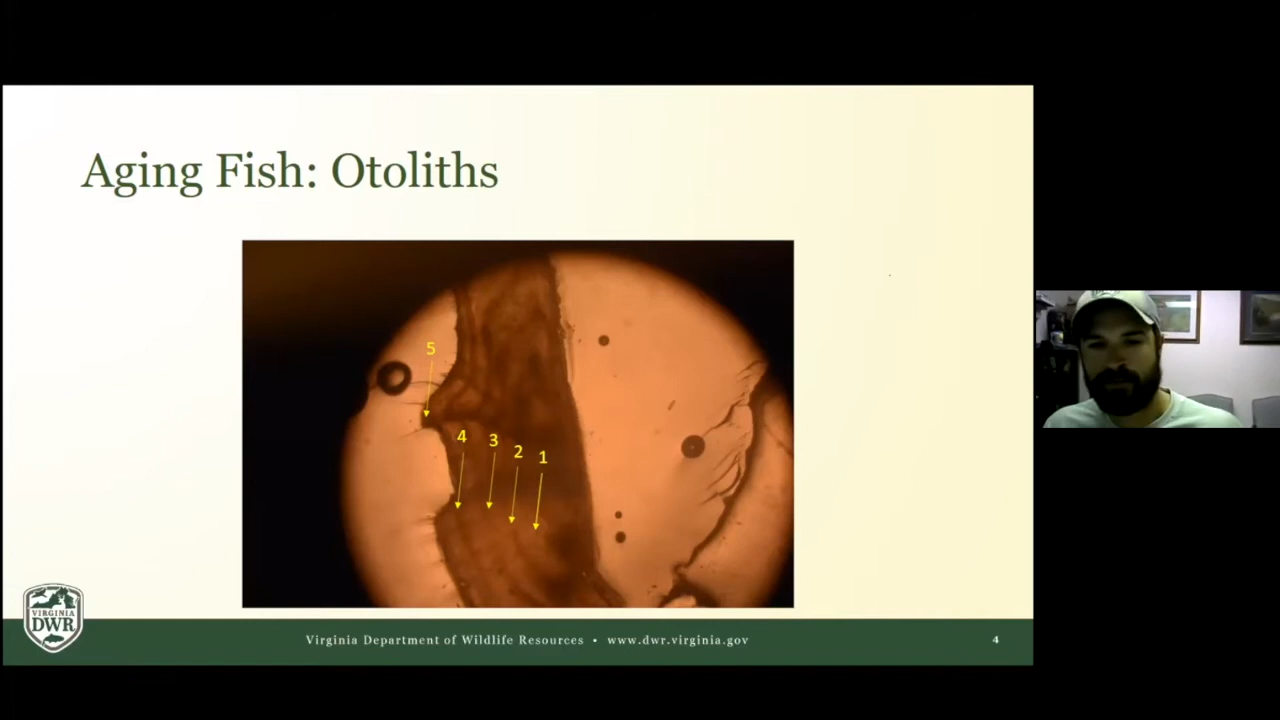 Aging Fish: Otoliths
5
4
3
2
1
VIRGINIA
DWR
Virginia Department of Wildlife Resources • www.dwr.virginia.gov
4